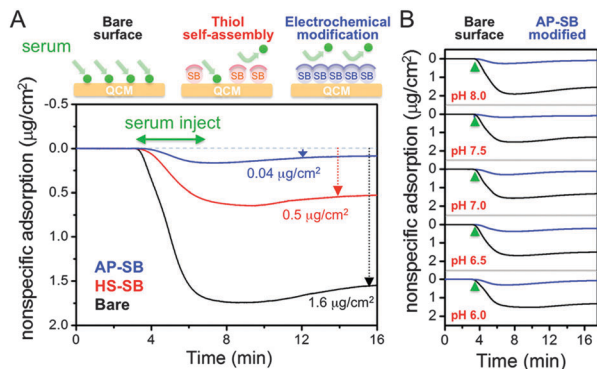 A
Bare surface
Thiol self-assembly
Electrochemical modification
serum
SB SB SB
SB SB SB SB SB
QCM QCM QCM
nonspecific adsorption (µg/cm²)
-0.5
0.0
0.5
1.0
1.5
2.0
serum inject
0.04 µg/cm²
0.5 µg/cm²
1.6 µg/cm²
AP-SB
HS-SB
Bare
0 4 8 12 16
Time (min)
B
Bare surface
AP-SB modified
nonspecific adsorption (µg/cm²)
0
1
2
pH 8.0
0
1
2
pH 7.5
0
1
2
pH 7.0
0
1
2
pH 6.5
0
1
2
pH 6.0
0 4 8 12 16
Time (min)